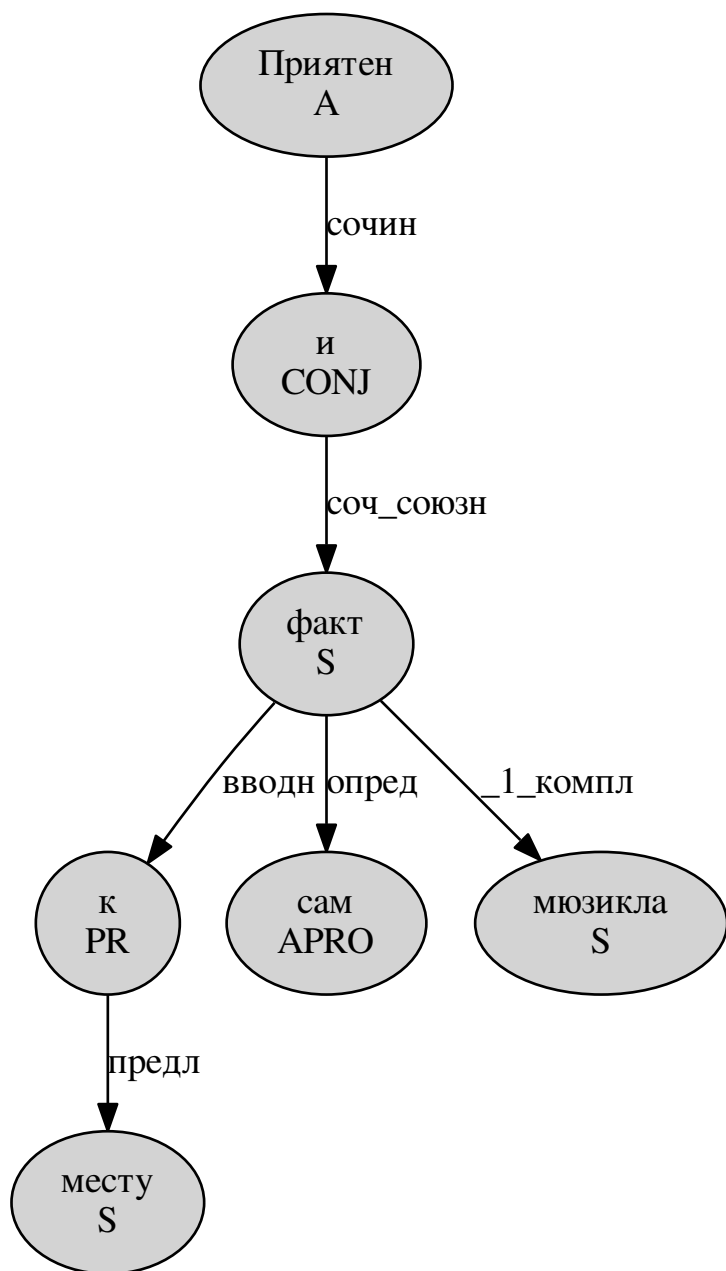 Приятен
A
сочин
и
CONJ
соч_союзн
факт
S
вводн опред _1_компл
к
PR
сам
APRO
мюзикла
S
предл
месту
S